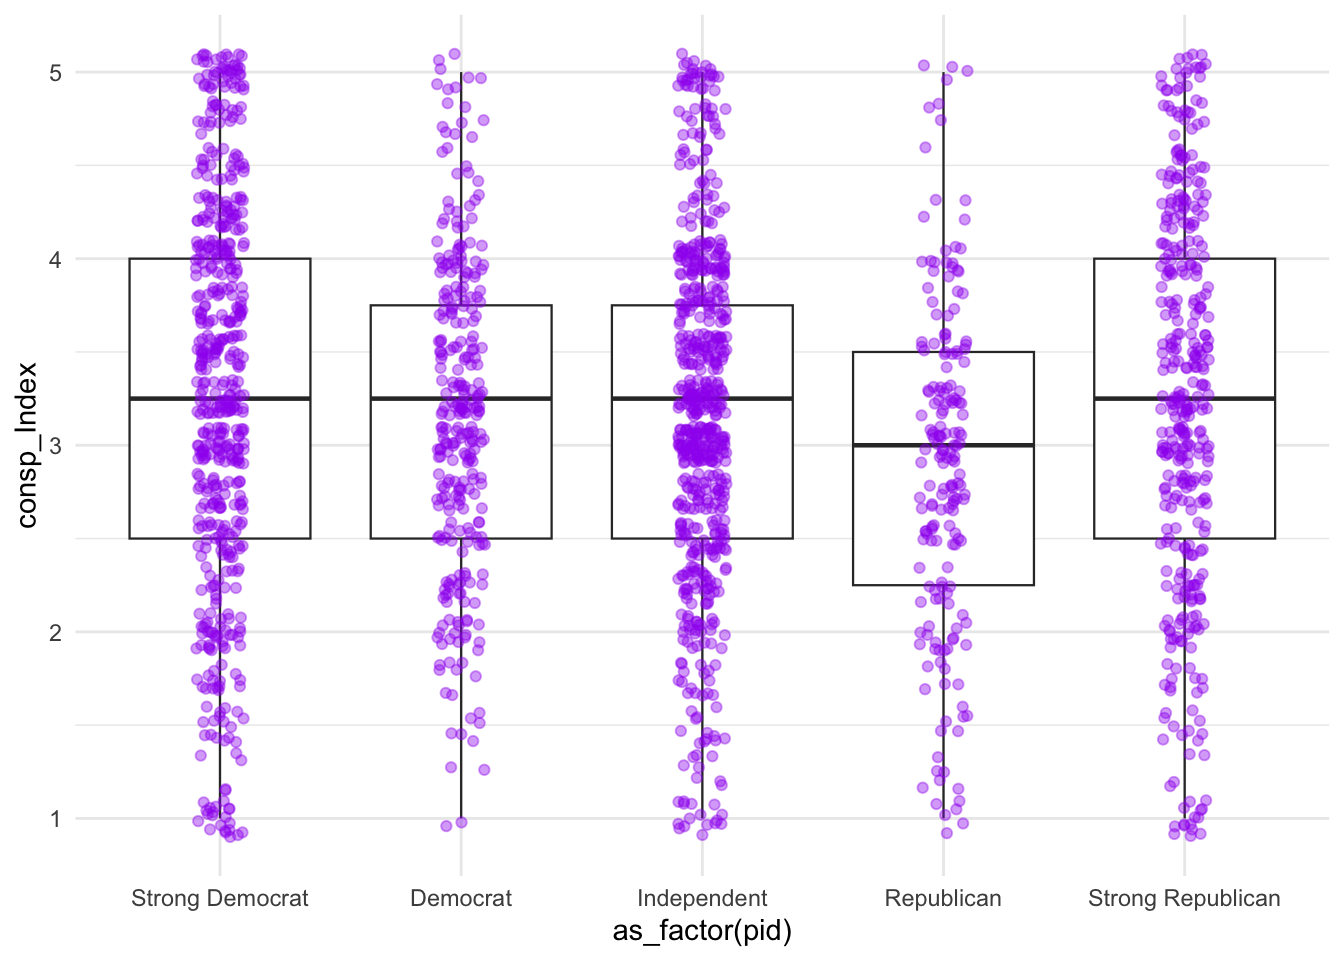 consp_Index
5
4
3
2
1
Strong Democrat Democrat Independent Republican Strong Republican
as_factor(pid)